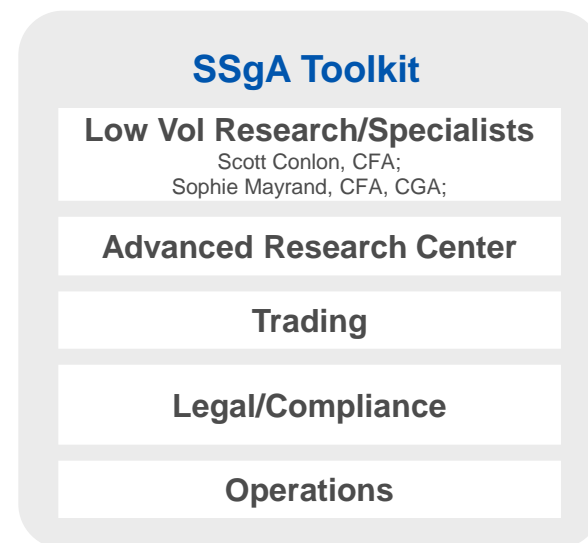 SSgA Toolkit
Low Vol Research/Specialists
Scott Conlon, CFA;
Sophie Mayrand, CFA, CGA;
Advanced Research Center
Trading
Legal/Compliance
Operations